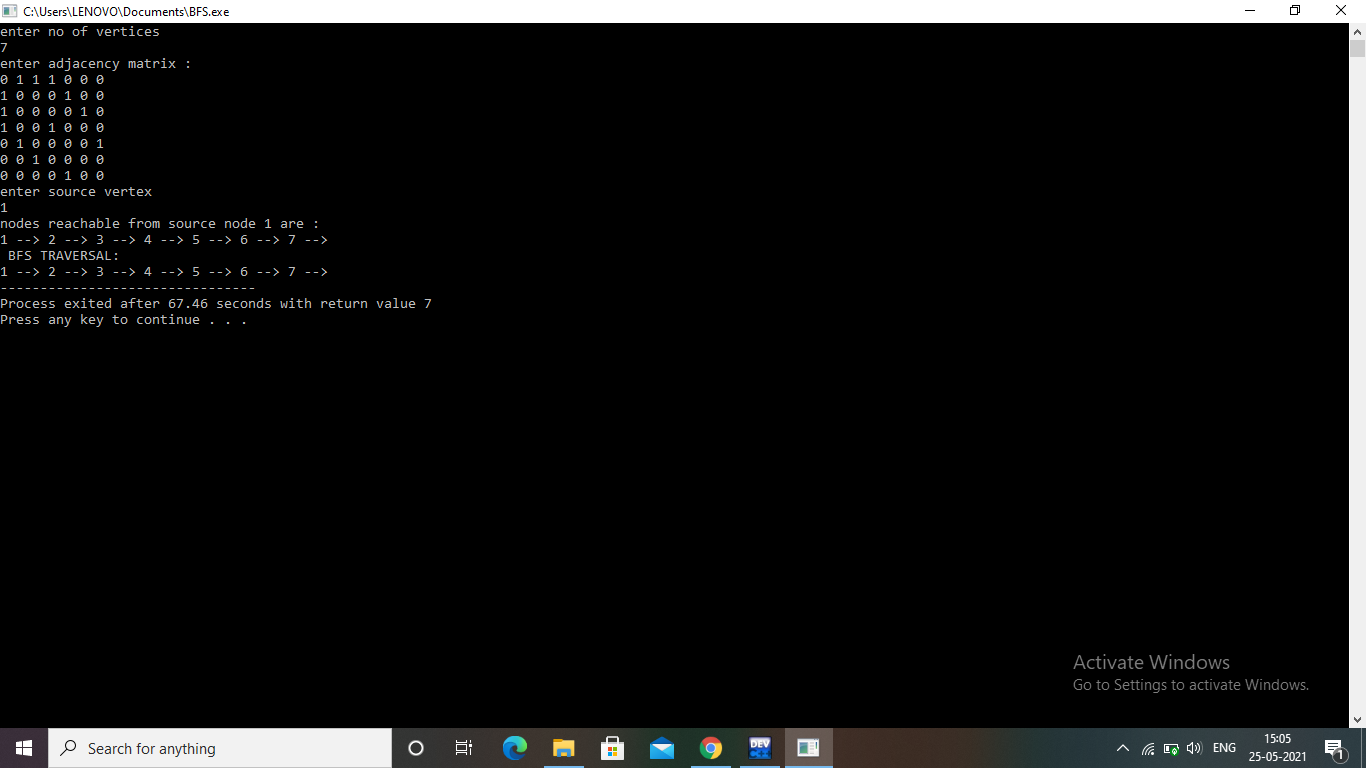 C:\Users\LENOVO\Documents\BFS.exe
enter no of vertices
7
enter adjacency matrix :
0 1 1 1 0 0 0
1 0 0 0 1 0 0
1 0 0 0 0 1 0
1 0 0 1 0 0 0
0 1 0 0 0 0 1
0 0 1 0 0 0 0
0 0 0 0 1 0 0
enter source vertex
1
nodes reachable from source node 1 are :
1 --> 2 --> 3 --> 4 --> 5 --> 6 --> 7 -->
 BFS TRAVERSAL:
1 --> 2 --> 3 --> 4 --> 5 --> 6 --> 7 -->
--------------------------------
Process exited after 67.46 seconds with return value 7
Press any key to continue . . .
Activate Windows
Go to Settings to activate Windows.
Search for anything
DEV
ENG
15:05
25-05-2021
1